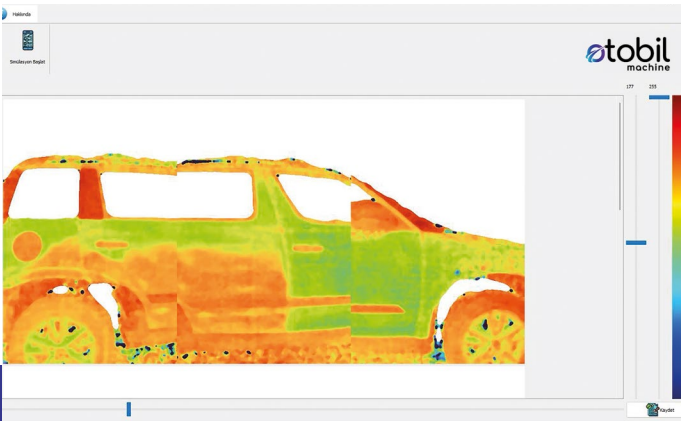 Hakkında
Simülasyon Başlat
otobil
machine
177 255
Kaydet